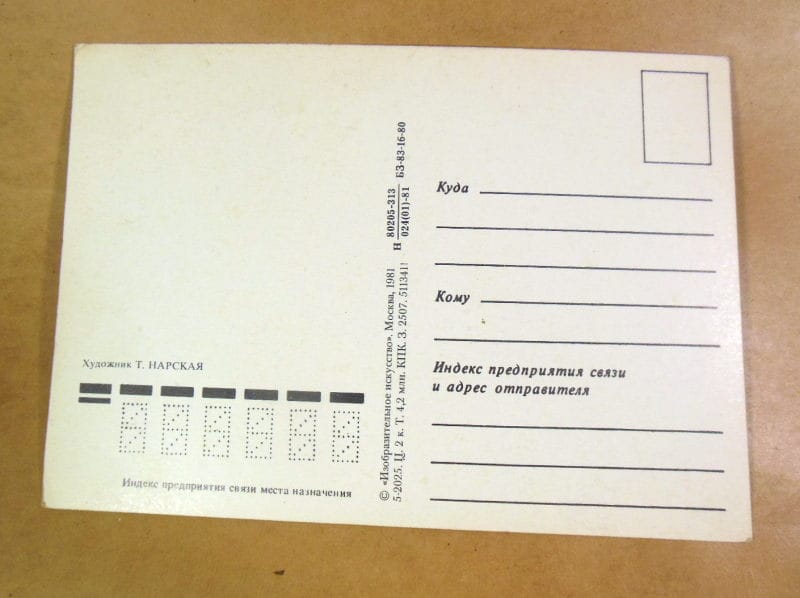 Художник Т. НАРСКАЯ
Индекс предприятия связи места назначения
© «Изобразительное искусство». Москва, 1981
5-2025. Ц. 2 к. Т. 4,2 млн. КПК. З. 2507. 511341!
Н 80205-313 БЗ-83-16-80
024(01)-81
Куда
Кому
Индекс предприятия связи
и адрес отправителя